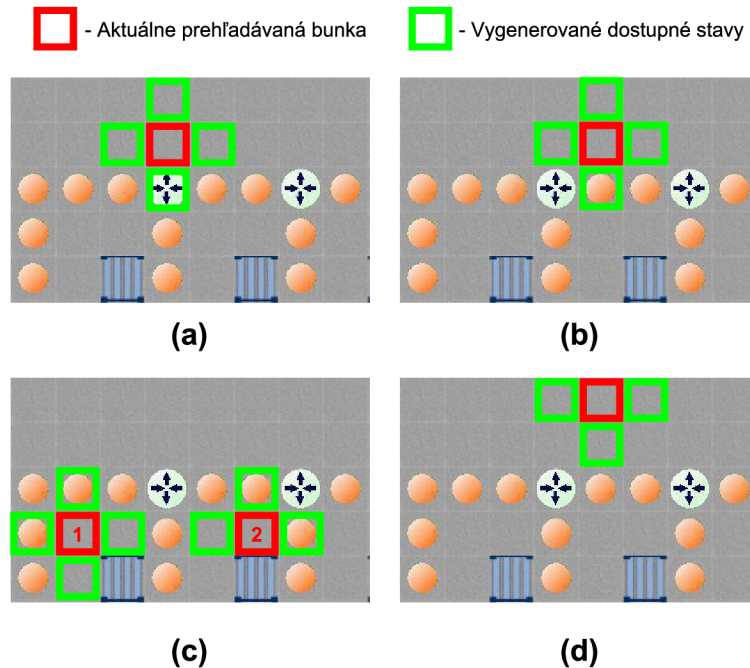 - Aktuálne prehľadávaná bunka
- Vygenerované dostupné stavy
(a)
(b)
1
2
(c)
(d)